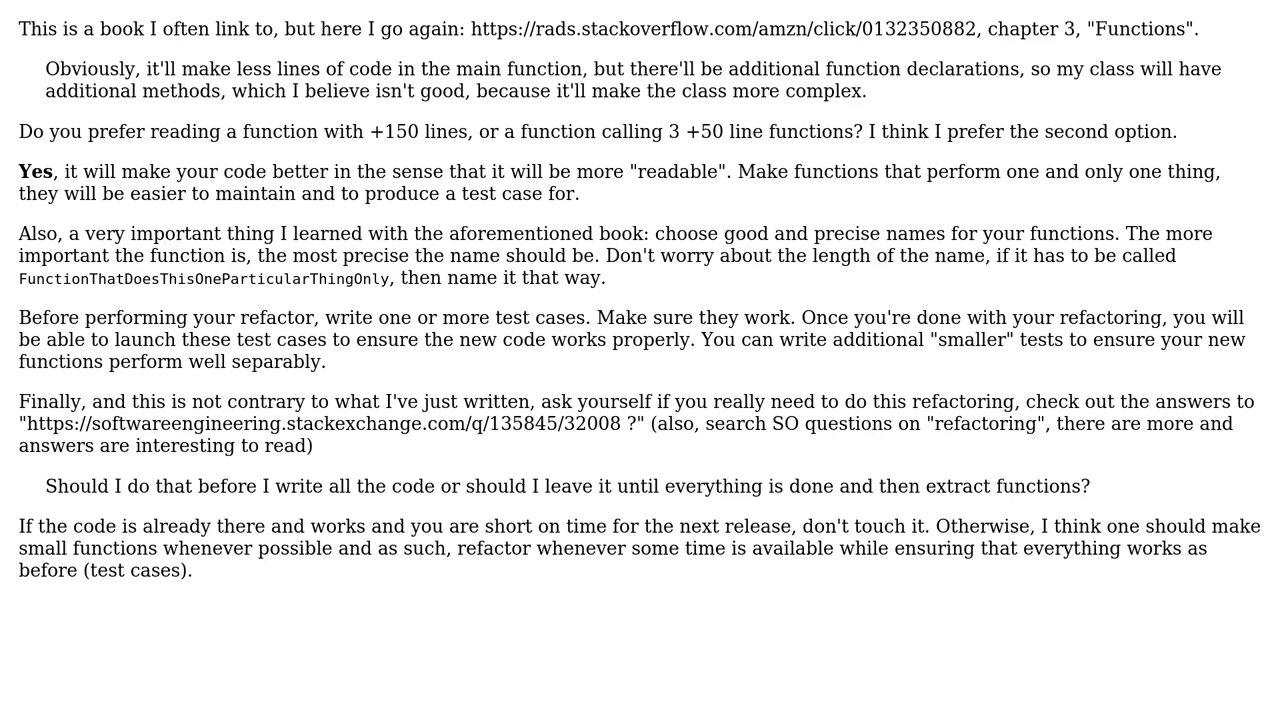 This is a book I often link to, but here I go again: https://rads.stackoverflow.com/amzn/click/0132350882, chapter 3, "Functions".
Obviously, it'll make less lines of code in the main function, but there'll be additional function declarations, so my class will have
additional methods, which I believe isn't good, because it'll make the class more complex.
Do you prefer reading a function with +150 lines, or a function calling 3 +50 line functions? I think I prefer the second option.
Yes, it will make your code better in the sense that it will be more "readable". Make functions that perform one and only one thing,
they will be easier to maintain and to produce a test case for.
Also, a very important thing I learned with the aforementioned book: choose good and precise names for your functions. The more
important the function is, the most precise the name should be. Don't worry about the length of the name, if it has to be called
FunctionThatDoesThisOneParticularThingOnly, then name it that way.
Before performing your refactor, write one or more test cases. Make sure they work. Once you're done with your refactoring, you will
be able to launch these test cases to ensure the new code works properly. You can write additional "smaller" tests to ensure your new
functions perform well separably.
Finally, and this is not contrary to what I've just written, ask yourself if you really need to do this refactoring, check out the answers to
"https://softwareengineering.stackexchange.com/q/135845/32008 ?" (also, search SO questions on "refactoring", there are more and
answers are interesting to read)
Should I do that before I write all the code or should I leave it until everything is done and then extract functions?
If the code is already there and works and you are short on time for the next release, don't touch it. Otherwise, I think one should make
small functions whenever possible and as such, refactor whenever some time is available while ensuring that everything works as
before (test cases).